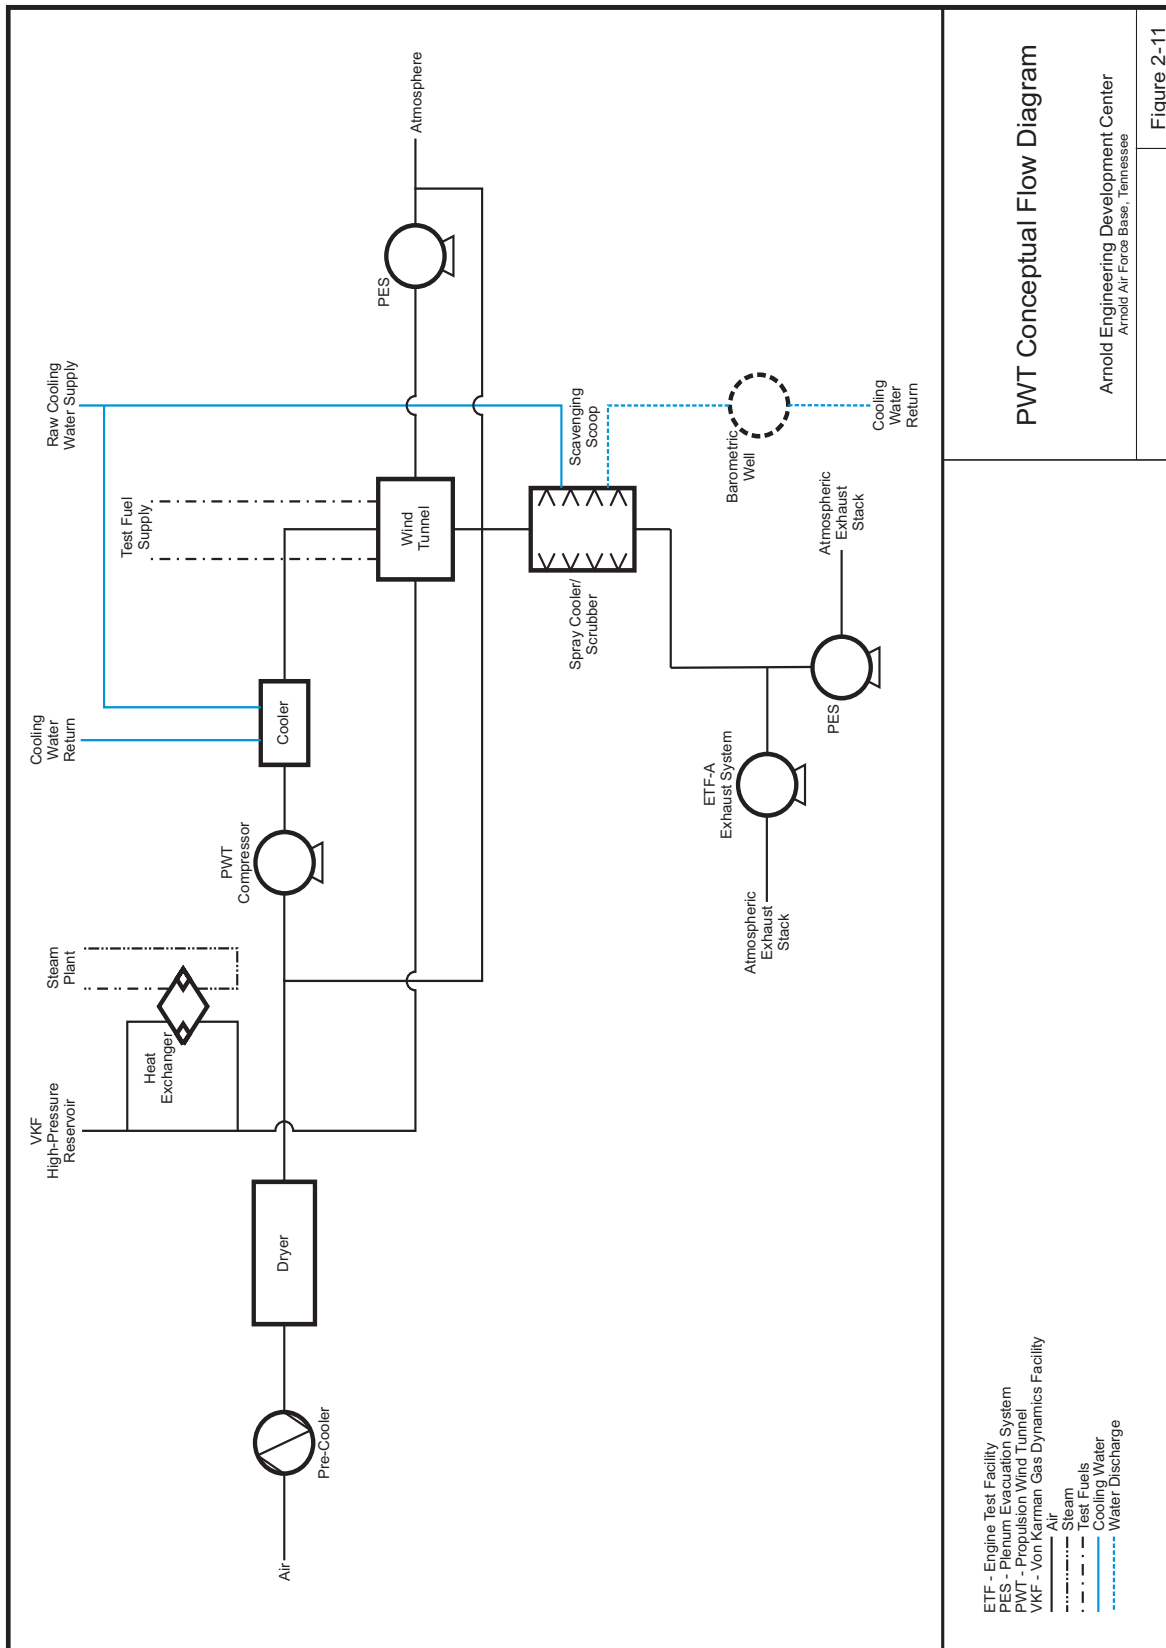 Air
Pre-Cooler
Dryer
VKF
High-Pressure
Reservoir
Heat
Exchanger
Steam
Plant
PWT
Compressor
Cooling
Water
Return
Cooler
Test Fuel
Supply
Raw Cooling
Water Supply
Wind
Tunnel
PES
Atmosphere
Spray Cooler/
Scrubber
Scavenging
Scoop
Barometric
Well
Cooling
Water
Return
ETF-A
Exhaust System
Atmospheric
Exhaust
Stack
PES
Atmospheric
Exhaust
Stack
ETF - Engine Test Facility
PES - Plenum Evacuation System
PWT - Propulsion Wind Tunnel
VKF - Von Karman Gas Dynamics Facility
Air
Steam
Test Fuels
Cooling Water
Water Discharge
PWT Conceptual Flow Diagram
Arnold Engineering Development Center
Arnold Air Force Base, Tennessee
Figure 2-11